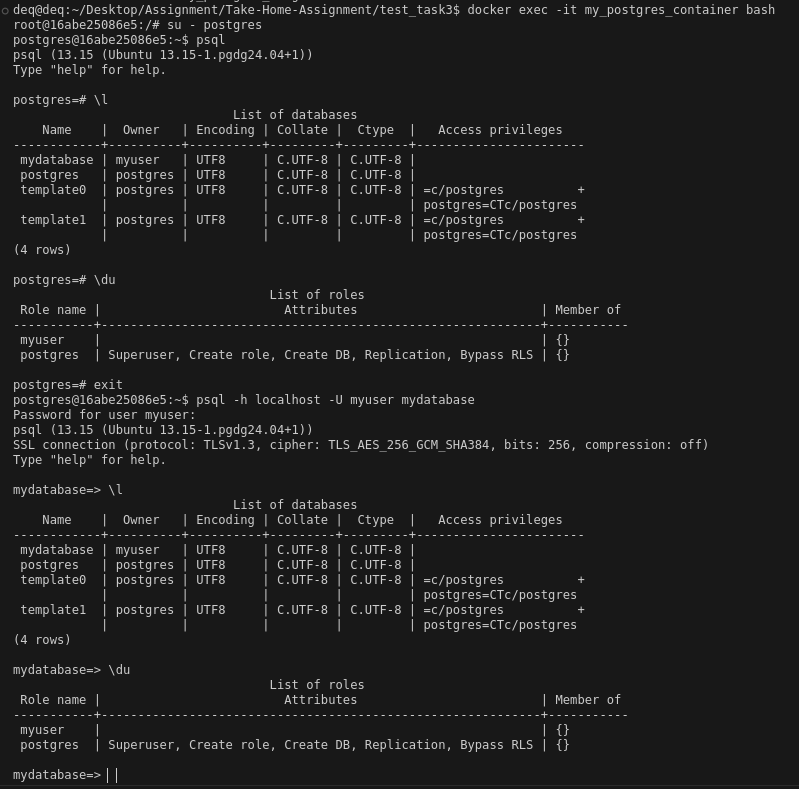 deq@deq:~/Desktop/Assignment/Take-Home-Assignment/test_task3$ docker exec -it my_postgres_container bash
root@16abe25086e5:/# su - postgres
postgres@16abe25086e5:~$ psql
psql (13.15 (Ubuntu 13.15-1.pgdg24.04+1))
Type "help" for help.

postgres=# \l
                              List of databases
    Name    |  Owner   | Encoding | Collate |  Ctype  |   Access privileges
------------+----------+----------+---------+---------+-----------------------
 mydatabase | myuser   | UTF8     | C.UTF-8 | C.UTF-8 |
 postgres   | postgres | UTF8     | C.UTF-8 | C.UTF-8 |
 template0  | postgres | UTF8     | C.UTF-8 | C.UTF-8 | =c/postgres          +
            |          |          |         |         | postgres=CTc/postgres
 template1  | postgres | UTF8     | C.UTF-8 | C.UTF-8 | =c/postgres          +
            |          |          |         |         | postgres=CTc/postgres
(4 rows)

postgres=# \du
                                   List of roles
 Role name |                         Attributes                         | Member of
-----------+------------------------------------------------------------+-----------
 myuser    |                                                            | {}
 postgres  | Superuser, Create role, Create DB, Replication, Bypass RLS | {}

postgres=# exit
postgres@16abe25086e5:~$ psql -h localhost -U myuser mydatabase
Password for user myuser:
psql (13.15 (Ubuntu 13.15-1.pgdg24.04+1))
SSL connection (protocol: TLSv1.3, cipher: TLS_AES_256_GCM_SHA384, bits: 256, compression: off)
Type "help" for help.

mydatabase=> \l
                              List of databases
    Name    |  Owner   | Encoding | Collate |  Ctype  |   Access privileges
------------+----------+----------+---------+---------+-----------------------
 mydatabase | myuser   | UTF8     | C.UTF-8 | C.UTF-8 |
 postgres   | postgres | UTF8     | C.UTF-8 | C.UTF-8 |
 template0  | postgres | UTF8     | C.UTF-8 | C.UTF-8 | =c/postgres          +
            |          |          |         |         | postgres=CTc/postgres
 template1  | postgres | UTF8     | C.UTF-8 | C.UTF-8 | =c/postgres          +
            |          |          |         |         | postgres=CTc/postgres
(4 rows)

mydatabase=> \du
                                   List of roles
 Role name |                         Attributes                         | Member of
-----------+------------------------------------------------------------+-----------
 myuser    |                                                            | {}
 postgres  | Superuser, Create role, Create DB, Replication, Bypass RLS | {}

mydatabase=>